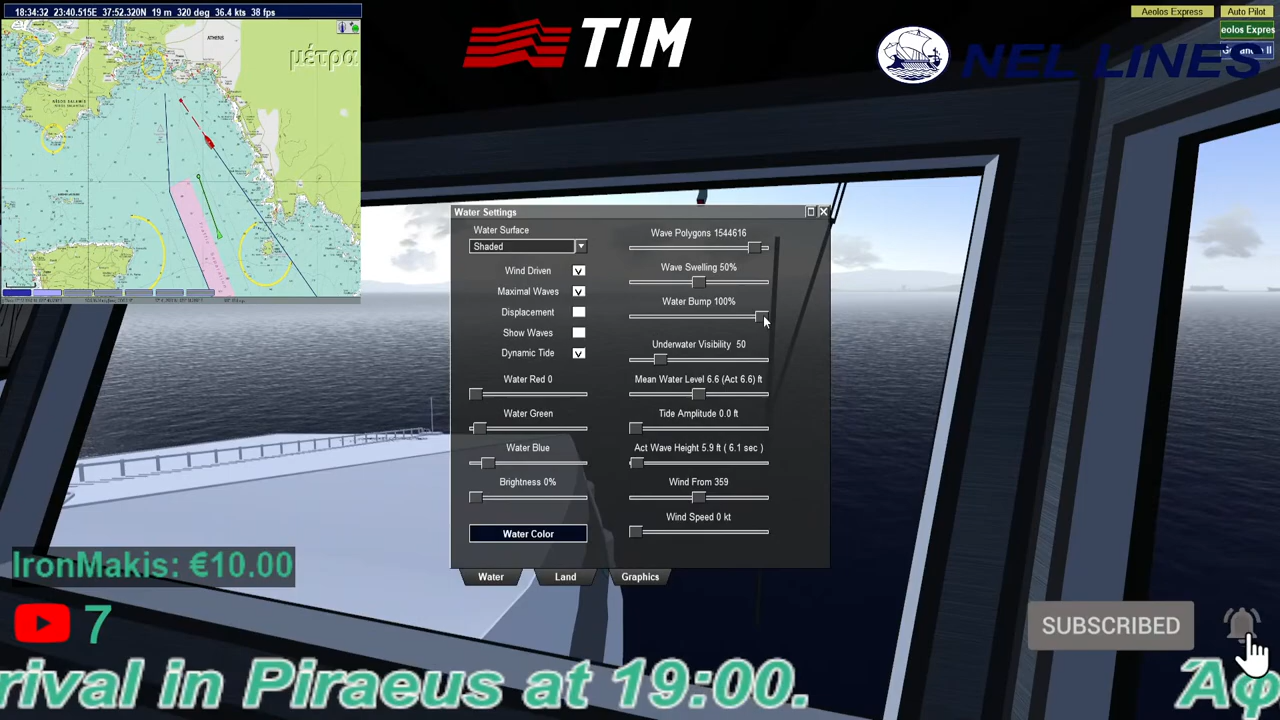 18:34:32 23:40.515E 37:52.320N 19 m 320 deg 36.4 kts 38 fps
ATHENS
μέτρα
TIM
NEL LINES
Aeolos Express
Auto Pilot
Water Settings
Water Surface
Shaded
Wind Driven
Maximal Waves
Displacement
Show Waves
Dynamic Tide
Water Red 0
Water Green
Water Blue
Brightness 0%
Water Color
Wave Polygons 1544616
Wave Swelling 50%
Water Bump 100%
Underwater Visibility 50
Mean Water Level 6.6 (Act 6.6) ft
Tide Amplitude 0.0 ft
Act Wave Height 5.9 ft ( 6.1 sec )
Wind From 359
Wind Speed 0 kt
Water
Land
Graphics
IronMakis: €10.00
7
SUBSCRIBED
rrival in Piraeus at 19:00.
Αφ